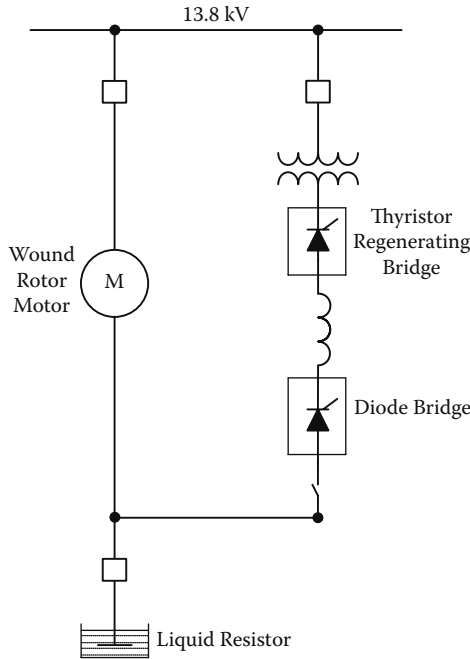 13.8 kV
Thyristor
Regenerating
Bridge
Wound
Rotor
Motor
M
Diode Bridge
Liquid Resistor